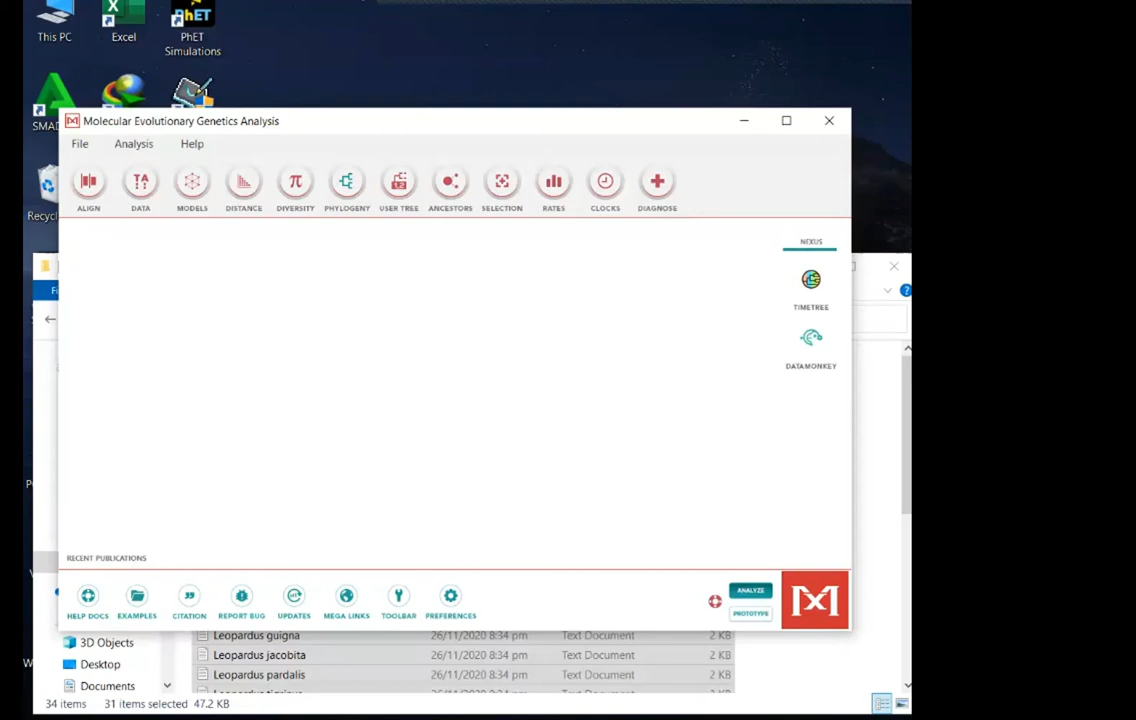 This PC
Excel
PhET
PhET
Simulations
Molecular Evolutionary Genetics Analysis
File
Analysis
Help
ALIGN
DATA
MODELS
DISTANCE
DIVERSITY
PHYLOGENY
USER TREE
ANCESTORS
SELECTION
RATES
CLOCKS
DIAGNOSE
NEXUS
TIMETREE
DATAMONKEY
RECENT PUBLICATIONS
HELP DOCS
EXAMPLES
CITATION
REPORT BUG
UPDATES
MEGA LINKS
TOOLBAR
PREFERENCES
ANALYZE
PROTOTYPE
Leopardus guigna 26/11/2020 8:34 pm Text Document 2 KB
3D Objects
Leopardus jacobita 26/11/2020 8:34 pm Text Document 2 KB
Desktop
Leopardus pardalis 26/11/2020 8:34 pm Text Document 2 KB
Documents
34 items 31 items selected 47.2 KB